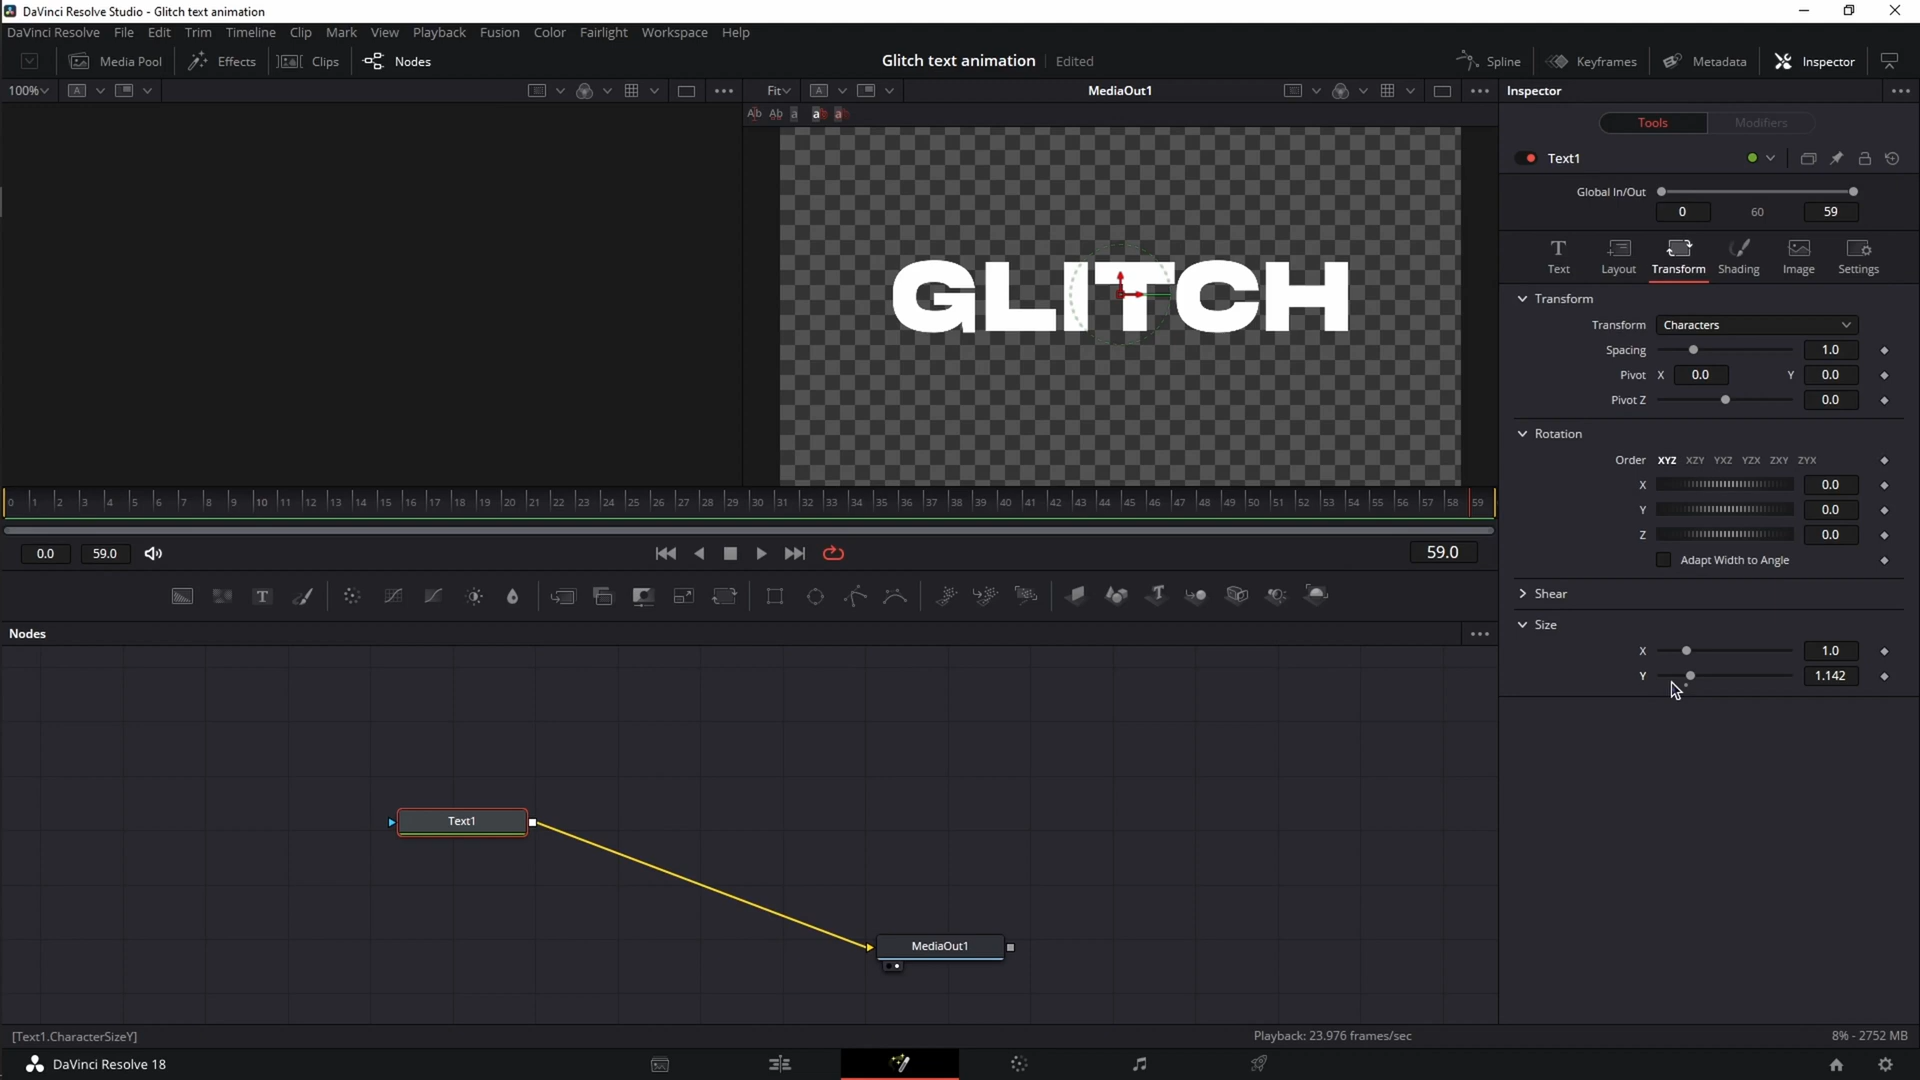 DaVinci Resolve Studio - Glitch text animation
DaVinci Resolve File Edit Trim Timeline Clip Mark View Playback Fusion Color Fairlight Workspace Help
Media Pool Effects Clips Nodes Glitch text animation Edited Spline Keyframes Metadata Inspector
100% A Fit A MediaOut1 Inspector
Ab Ab a a a
Tools Modifiers
Text1
Global In/Out
0 60 59
Text Layout Transform Shading Image Settings
GLITCH
Transform
Transform Characters
Spacing 1.0
Pivot X 0.0 Y 0.0
Pivot Z 0.0
Rotation
Order XYZ XZY YXZ YZX ZXY ZYX
X 0.0
Y 0.0
Z 0.0
Adapt Width to Angle
Shear
Size
X 1.0
Y 1.142
0 1 2 3 4 5 6 7 8 9 10 11 12 13 14 15 16 17 18 19 20 21 22 23 24 25 26 27 28 29 30 31 32 33 34 35 36 37 38 39 40 41 42 43 44 45 46 47 48 49 50 51 52 53 54 55 56 57 58 59
0.0 59.0 59.0
T T
Nodes
Text1
MediaOut1
[Text1.CharacterSizeY] Playback: 23.976 frames/sec 8% - 2752 MB
DaVinci Resolve 18